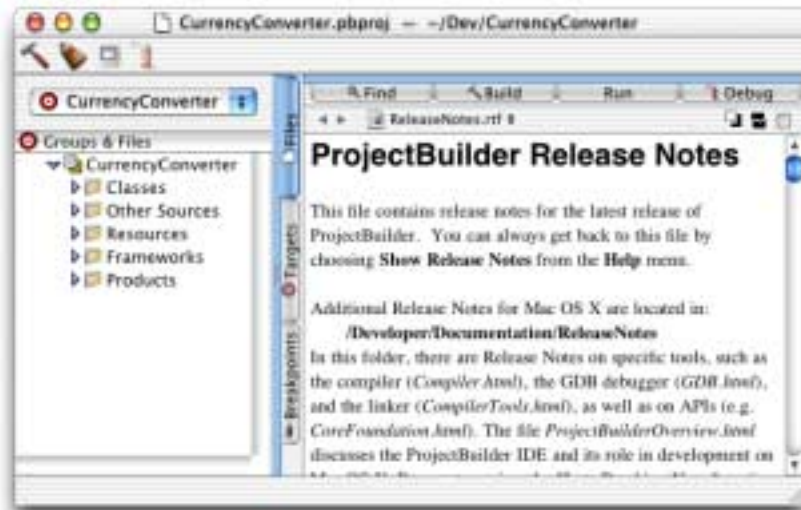 CurrencyConverter.pbproj — ~/Dev/CurrencyConverter
CurrencyConverter
Groups & Files
CurrencyConverter
Classes
Other Sources
Resources
Frameworks
Products
Files
Targets
Breakpoints
Find Build Run Debug
ReleaseNotes.rtf
ProjectBuilder Release Notes
This file contains release notes for the latest release of
ProjectBuilder. You can always get back to this file by
choosing Show Release Notes from the Help menu.
Additional Release Notes for Mac OS X are located in:
/Developer/Documentation/ReleaseNotes
In this folder, there are Release Notes on specific tools, such as
the compiler (Compiler.html), the GDB debugger (GDB.html),
and the linker (CompilerTools.html), as well as on APIs (e.g.
CoreFoundation.html). The file ProjectBuilderOverview.html
discusses the ProjectBuilder IDE and its role in development on